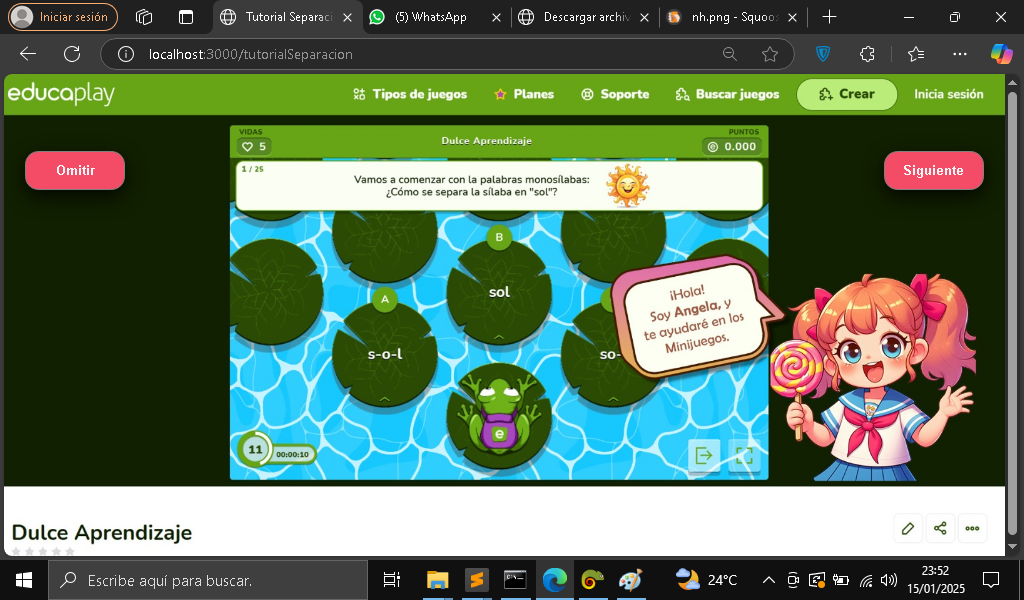 Iniciar sesión
Tutorial Separaci
(5) WhatsApp
Descargar archiv
nh.png - Squoos
localhost:3000/tutorialSeparacion
educaplay
Tipos de juegos
Planes
Soporte
Buscar juegos
Crear
Inicia sesión
VIDAS
5
Dulce Aprendizaje
PUNTOS
0.000
Omitir
Siguiente
1 / 25
Vamos a comenzar con la palabras monosílabas:
¿Cómo se separa la sílaba en "sol"?
B
sol
A
s-o-l
so-
¡Hola!
Soy Angela, y
te ayudaré en los
Minijuegos.
e
11
00:00:10
Dulce Aprendizaje
Escribe aquí para buscar.
24°C
23:52
15/01/2025